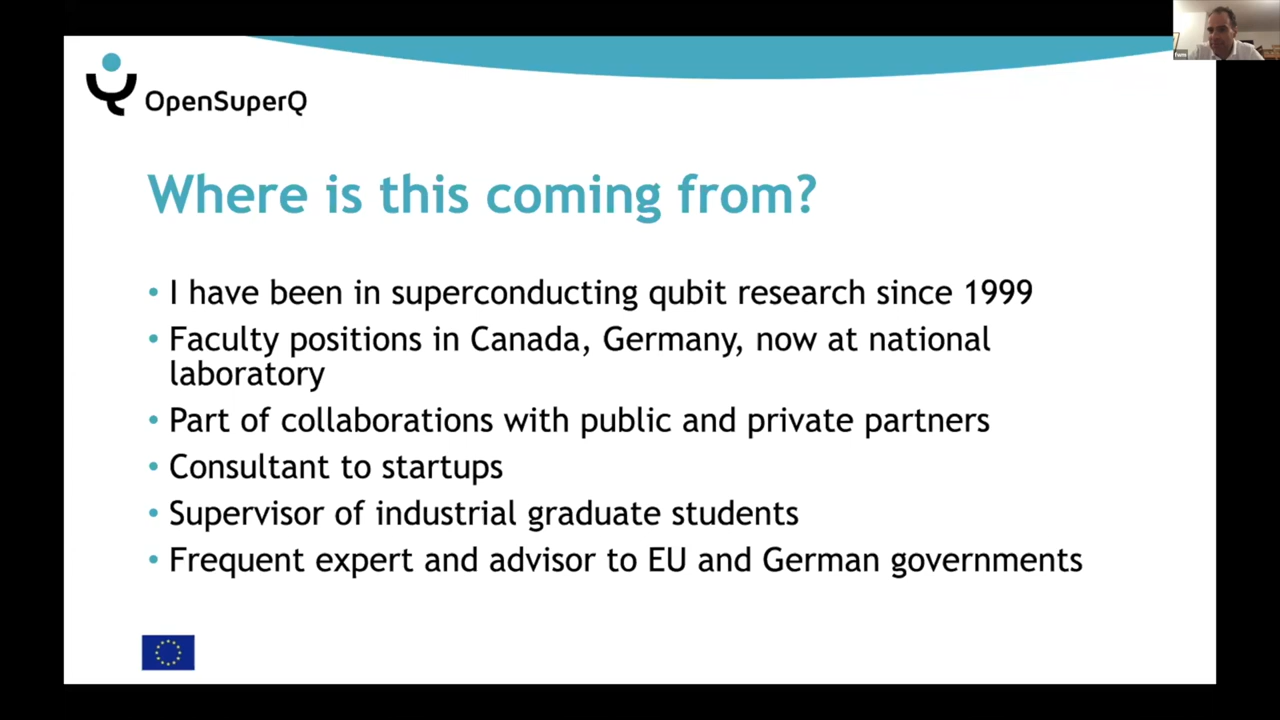 OpenSuperQ
Where is this coming from?
• I have been in superconducting qubit research since 1999
• Faculty positions in Canada, Germany, now at national
laboratory
• Part of collaborations with public and private partners
• Consultant to startups
• Supervisor of industrial graduate students
• Frequent expert and advisor to EU and German governments